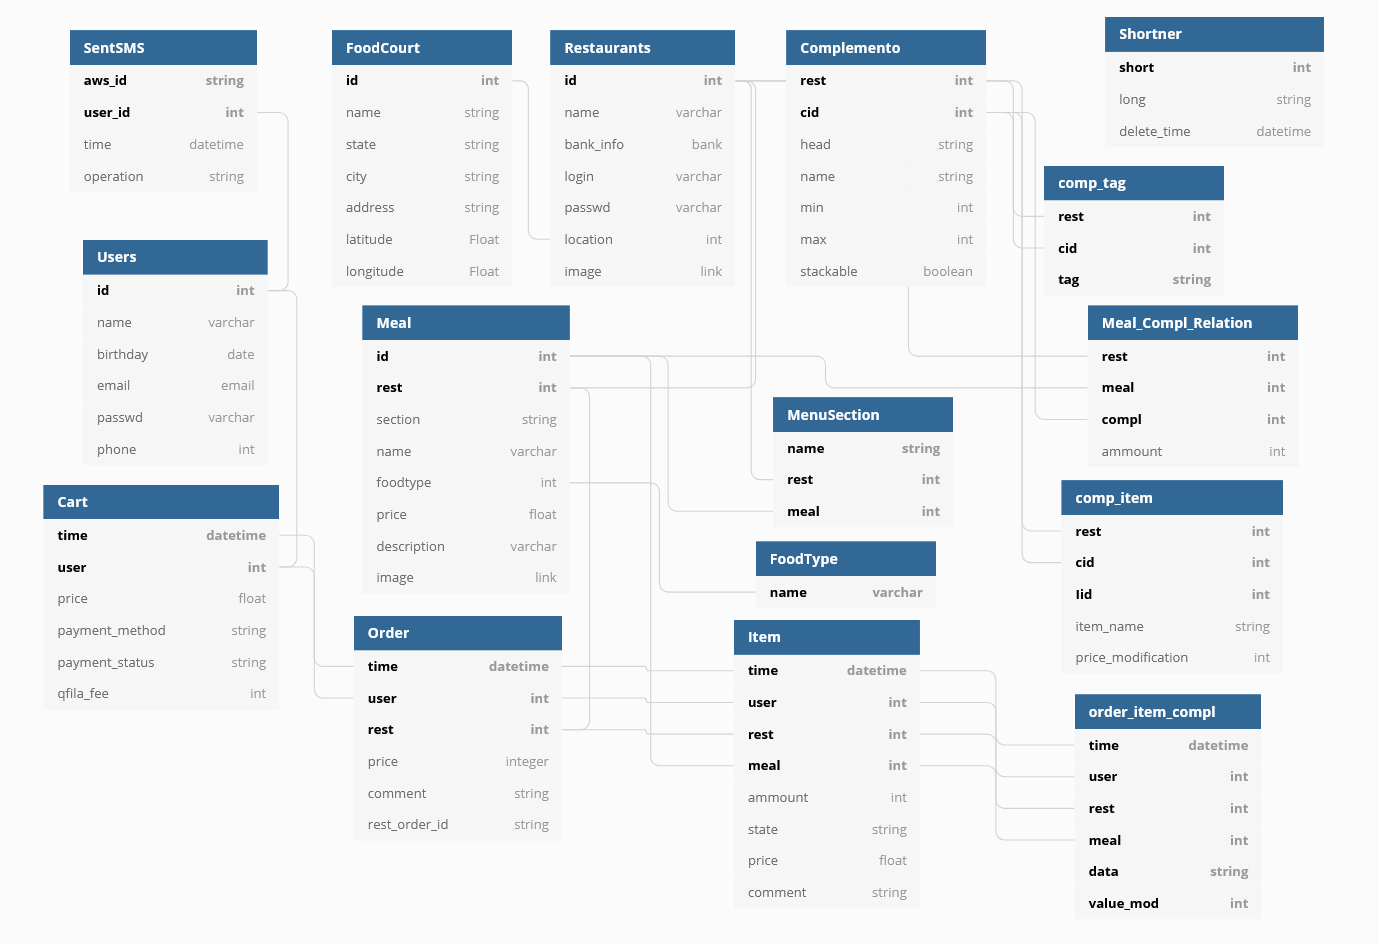 SentSMS
aws_id string
user_id int
time datetime
operation string
FoodCourt
id int
name string
state string
city string
address string
latitude Float
longitude Float
Restaurants
id int
name varchar
bank_info bank
login varchar
passwd varchar
location int
image link
Complemento
rest int
cid int
head string
name string
min int
max int
stackable boolean
Shortner
short int
long string
delete_time datetime
comp_tag
rest int
cid int
tag string
Users
id int
name varchar
birthday date
email email
passwd varchar
phone int
Meal
id int
rest int
section string
name varchar
foodtype int
price float
description varchar
image link
Meal_Compl_Relation
rest int
meal int
compl int
ammount int
MenuSection
name string
rest int
meal int
Cart
time datetime
user int
price float
payment_method string
payment_status string
qfila_fee int
comp_item
rest int
cid int
Iid int
item_name string
price_modification int
FoodType
name varchar
Order
time datetime
user int
rest int
price integer
comment string
rest_order_id string
Item
time datetime
user int
rest int
meal int
ammount int
state string
price float
comment string
order_item_compl
time datetime
user int
rest int
meal int
data string
value_mod int